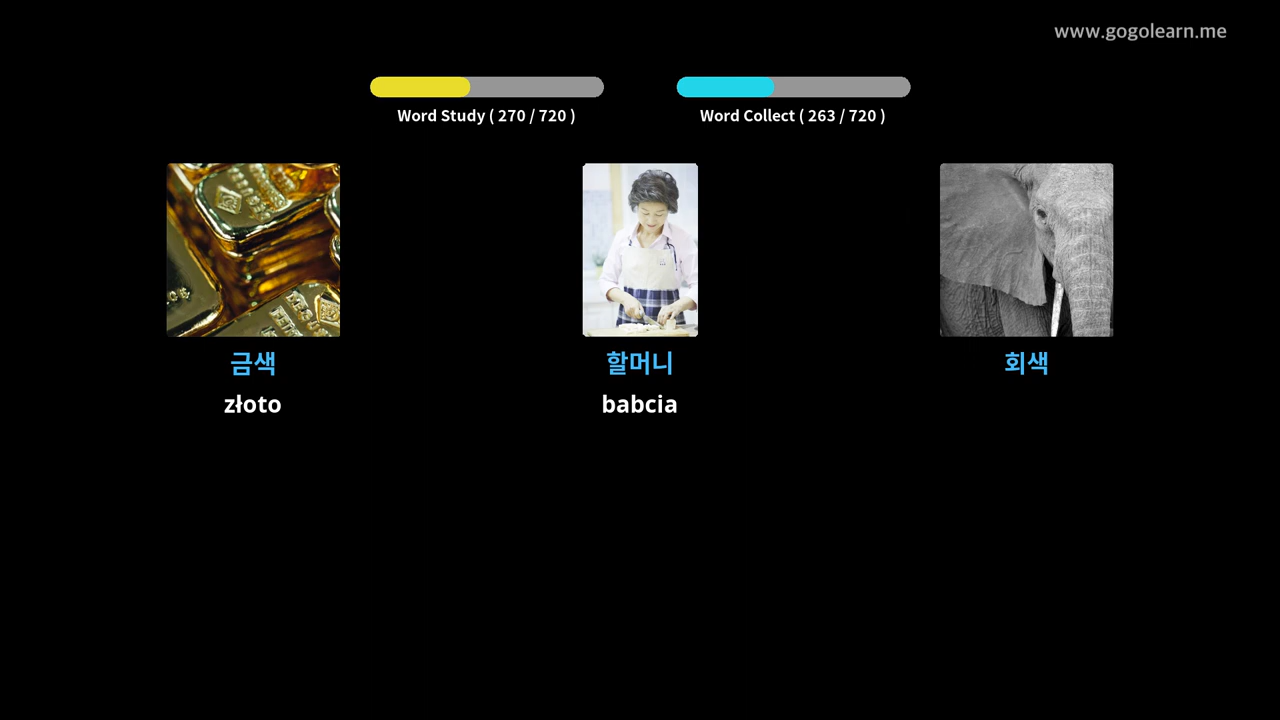 www.gogolearn.me
Word Study ( 270 / 720 )
Word Collect ( 263 / 720 )
금색
할머니
회색
złoto
babcia